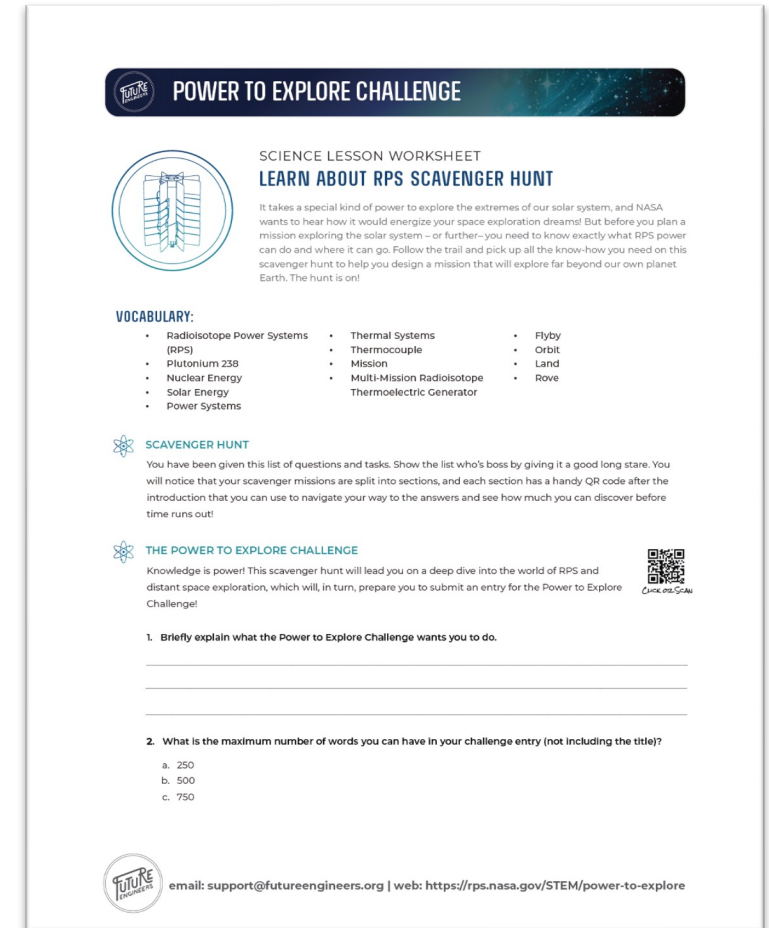 FUTURE ENGINEERS
POWER TO EXPLORE CHALLENGE
SCIENCE LESSON WORKSHEET
LEARN ABOUT RPS SCAVENGER HUNT
It takes a special kind of power to explore the extremes of our solar system, and NASA
wants to hear how it would energize your space exploration dreams! But before you plan a
mission exploring the solar system – or further– you need to know exactly what RPS power
can do and where it can go. Follow the trail and pick up all the know-how you need on this
scavenger hunt to help you design a mission that will explore far beyond our own planet
Earth. The hunt is on!
VOCABULARY:
• Radioisotope Power Systems
(RPS)
• Plutonium 238
• Nuclear Energy
• Solar Energy
• Power Systems
• Thermal Systems
• Thermocouple
• Mission
• Multi-Mission Radioisotope
Thermoelectric Generator
• Flyby
• Orbit
• Land
• Rove
SCAVENGER HUNT
You have been given this list of questions and tasks. Show the list who's boss by giving it a good long stare. You
will notice that your scavenger missions are split into sections, and each section has a handy QR code after the
introduction that you can use to navigate your way to the answers and see how much you can discover before
time runs out!
THE POWER TO EXPLORE CHALLENGE
Knowledge is power! This scavenger hunt will lead you on a deep dive into the world of RPS and
distant space exploration, which will, in turn, prepare you to submit an entry for the Power to Explore
Challenge!
CLICK OR SCAN
1. Briefly explain what the Power to Explore Challenge wants you to do.
2. What is the maximum number of words you can have in your challenge entry (not including the title)?
a. 250
b. 500
c. 750
FUTURE ENGINEERS
email: support@futureengineers.org | web: https://rps.nasa.gov/STEM/power-to-explore